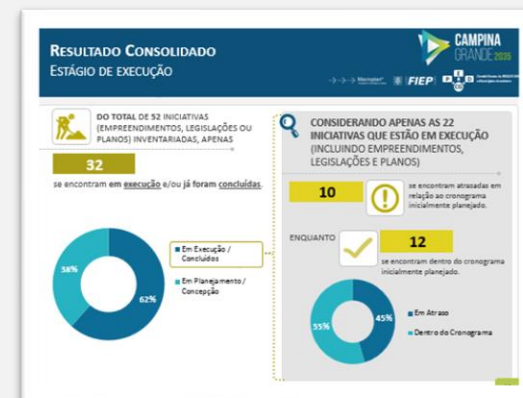 RESULTADO CONSOLIDADO
ESTÁGIO DE EXECUÇÃO
CAMPINA
GRANDE 2035
Macroplan
FIEP
DO TOTAL DE 52 INICIATIVAS
(EMPREENDIMENTOS, LEGISLAÇÕES OU
PLANOS) INVENTARIADAS, APENAS
32
se encontram em execução e/ou já foram concluídas.
38%
62%
Em Execução /
Concluídos
Em Planejamento /
Concepção
CONSIDERANDO APENAS AS 22
INICIATIVAS QUE ESTÃO EM EXECUÇÃO
(INCLUINDO EMPREENDIMENTOS,
LEGISLAÇÕES E PLANOS)
10
se encontram atrasadas em
relação ao cronograma
inicialmente planejado.
ENQUANTO
12
se encontram dentro do cronograma
inicialmente planejado.
55%
45%
Em Atraso
Dentro do Cronograma